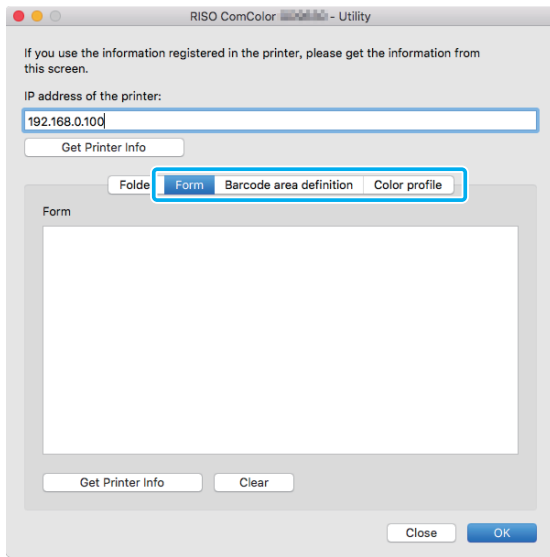 RISO ComColor - Utility
If you use the information registered in the printer, please get the information from
this screen.
IP address of the printer:
192.168.0.100
Get Printer Info
Folde Form Barcode area definition Color profile
Form
Get Printer Info Clear
Close OK